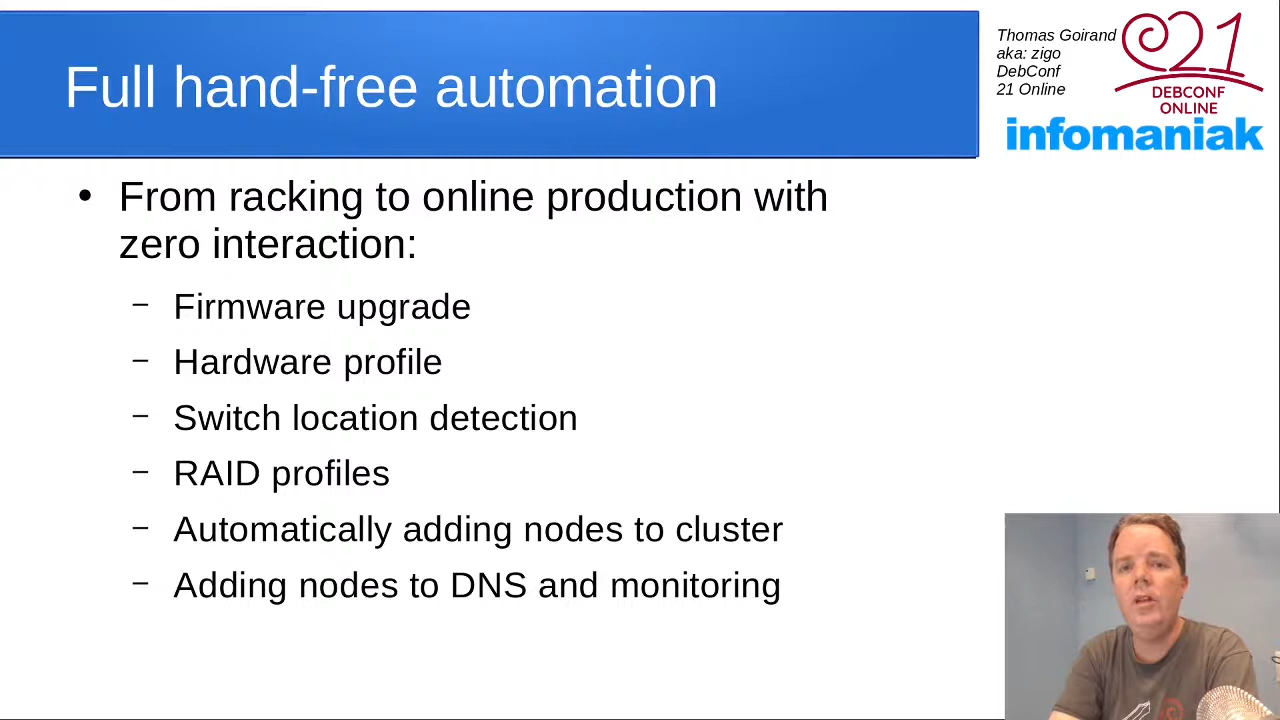 Full hand-free automation
Thomas Goirand
aka: zigo
DebConf
21 Online
21
DEBCONF
ONLINE
infomaniak
• From racking to online production with
zero interaction:
– Firmware upgrade
– Hardware profile
– Switch location detection
– RAID profiles
– Automatically adding nodes to cluster
– Adding nodes to DNS and monitoring